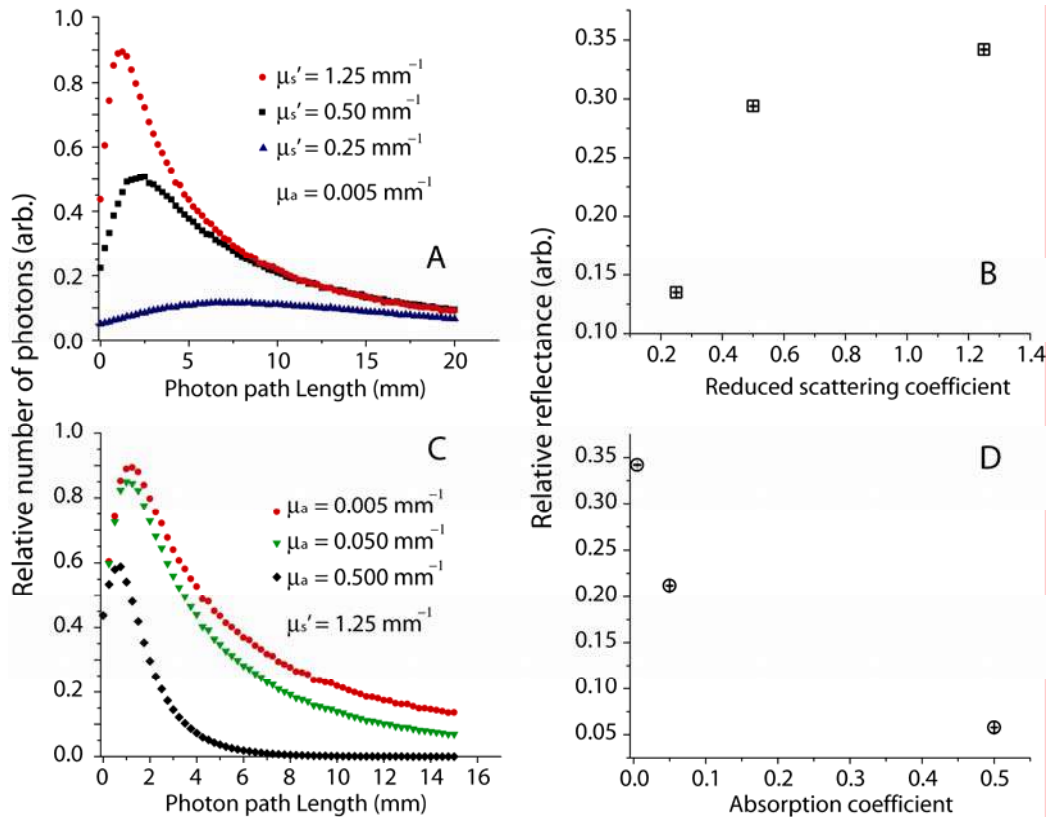 Relative number of photons (arb.)
1.0
0.8
0.6
0.4
0.2
0.0
μs' = 1.25 mm⁻¹
μs' = 0.50 mm⁻¹
μs' = 0.25 mm⁻¹
μa = 0.005 mm⁻¹
A
0 5 10 15 20
Photon path Length (mm)
Relative reflectance (arb.)
0.35
0.30
0.25
0.20
0.15
0.10
B
0.2 0.4 0.6 0.8 1.0 1.2 1.4
Reduced scattering coefficient
1.0
0.8
0.6
0.4
0.2
0.0
C
μa = 0.005 mm⁻¹
μa = 0.050 mm⁻¹
μa = 0.500 mm⁻¹
μs' = 1.25 mm⁻¹
0 2 4 6 8 10 12 14 16
Photon path Length (mm)
0.35
0.30
0.25
0.20
0.15
0.10
0.05
D
0.0 0.1 0.2 0.3 0.4 0.5
Absorption coefficient